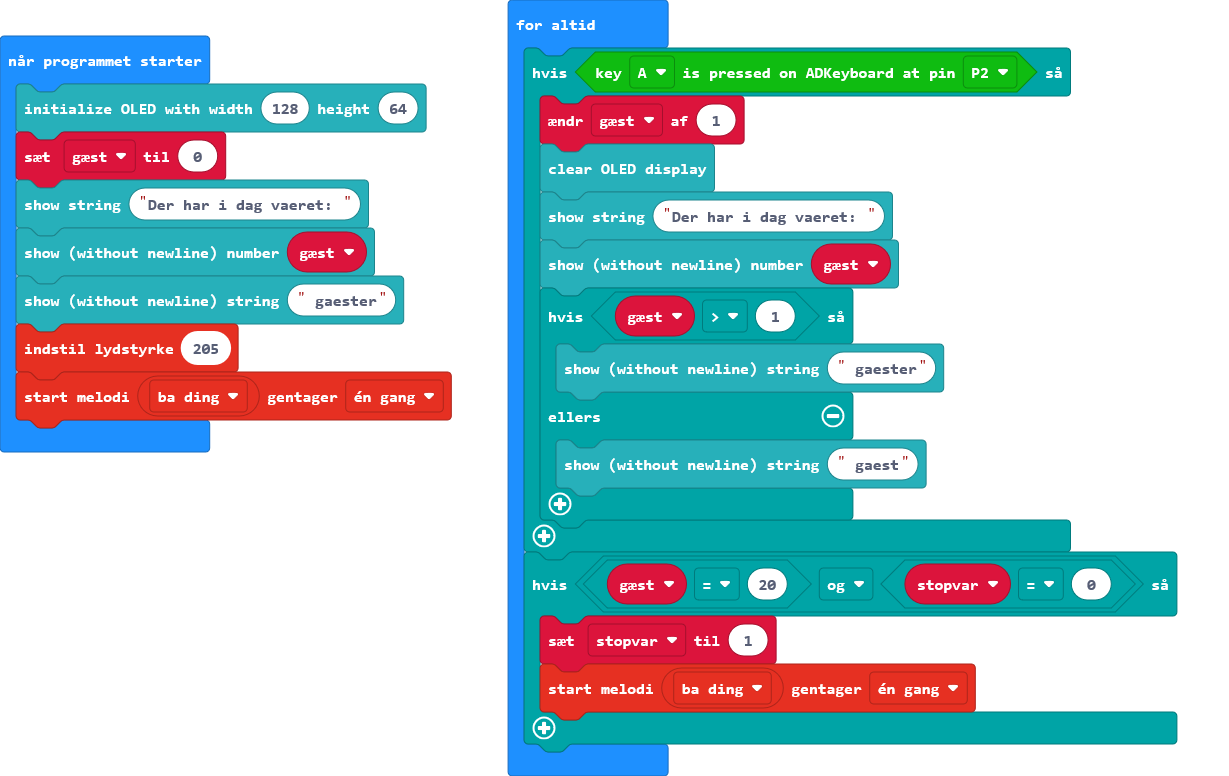 når programmet starter
initialize OLED with width 128 height 64
sæt gæst til 0
show string "Der har i dag vaeret: "
show (without newline) number gæst
show (without newline) string " gaester"
indstil lydstyrke 205
start melodi ba ding gentager én gang
for altid
hvis key A is pressed on ADKeyboard at pin P2 så
ændr gæst af 1
clear OLED display
show string "Der har i dag vaeret: "
show (without newline) number gæst
hvis gæst > 1 så
show (without newline) string " gaester"
ellers
show (without newline) string " gaest"
hvis gæst = 20 og stopvar = 0 så
sæt stopvar til 1
start melodi ba ding gentager én gang